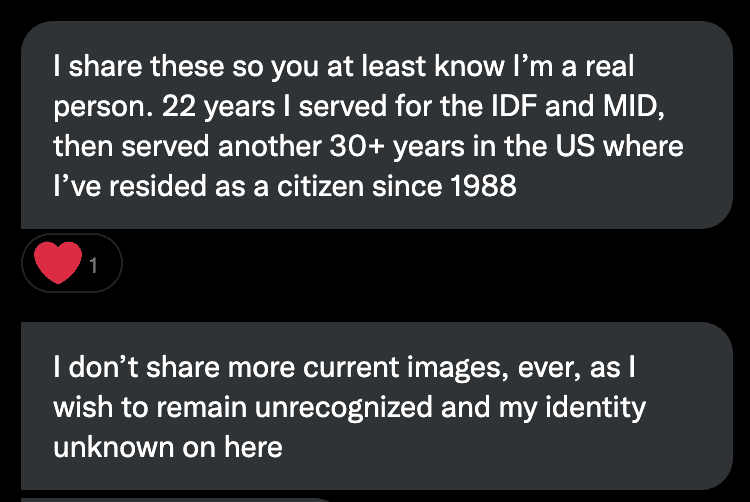 I share these so you at least know I’m a real
person. 22 years I served for the IDF and MID,
then served another 30+ years in the US where
I’ve resided as a citizen since 1988
1
I don’t share more current images, ever, as I
wish to remain unrecognized and my identity
unknown on here